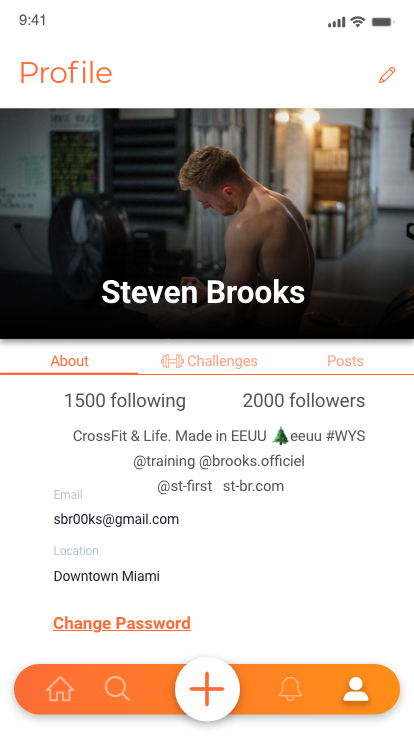 9:41
Profile
Steven Brooks
About Challenges Posts
1500 following 2000 followers
CrossFit & Life. Made in EEUU 🌲eeuu #WYS
@training @brooks.officiel
@st-first st-br.com
Email
sbr00ks@gmail.com
Location
Downtown Miami
Change Password